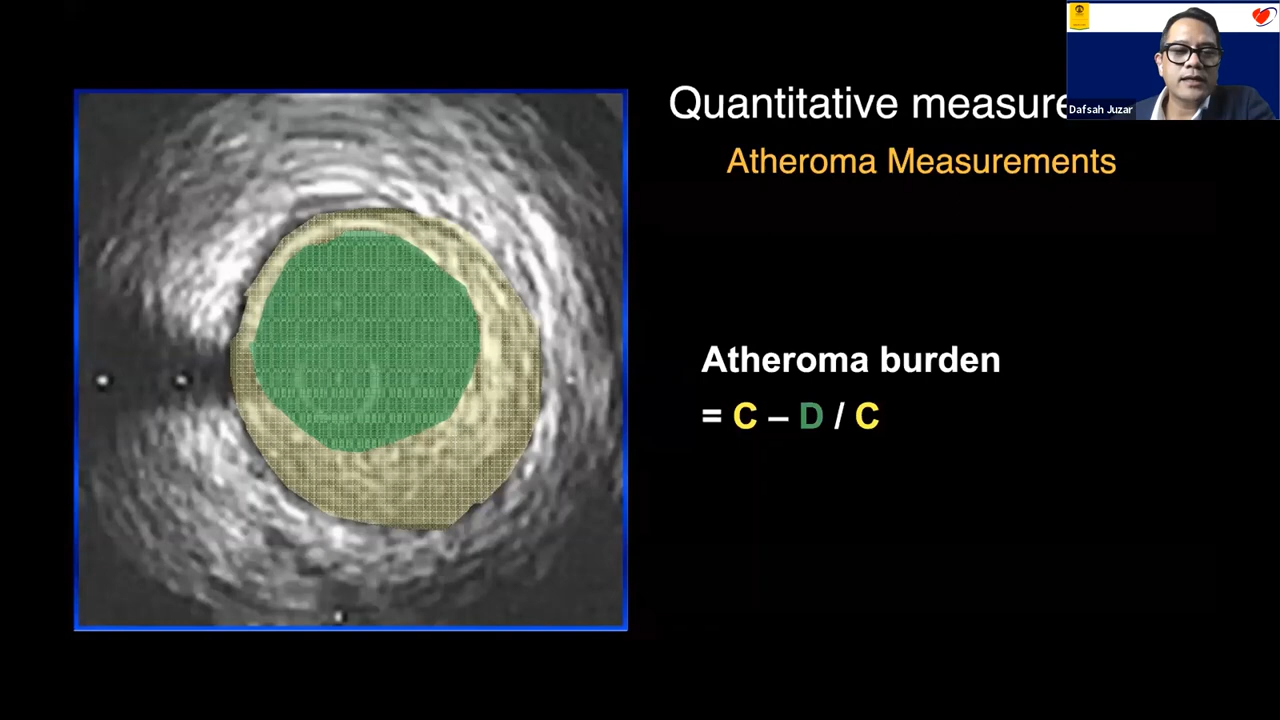 Quantitative measure
Atheroma Measurements
Atheroma burden
= C – D / C
Dafsah Juzar